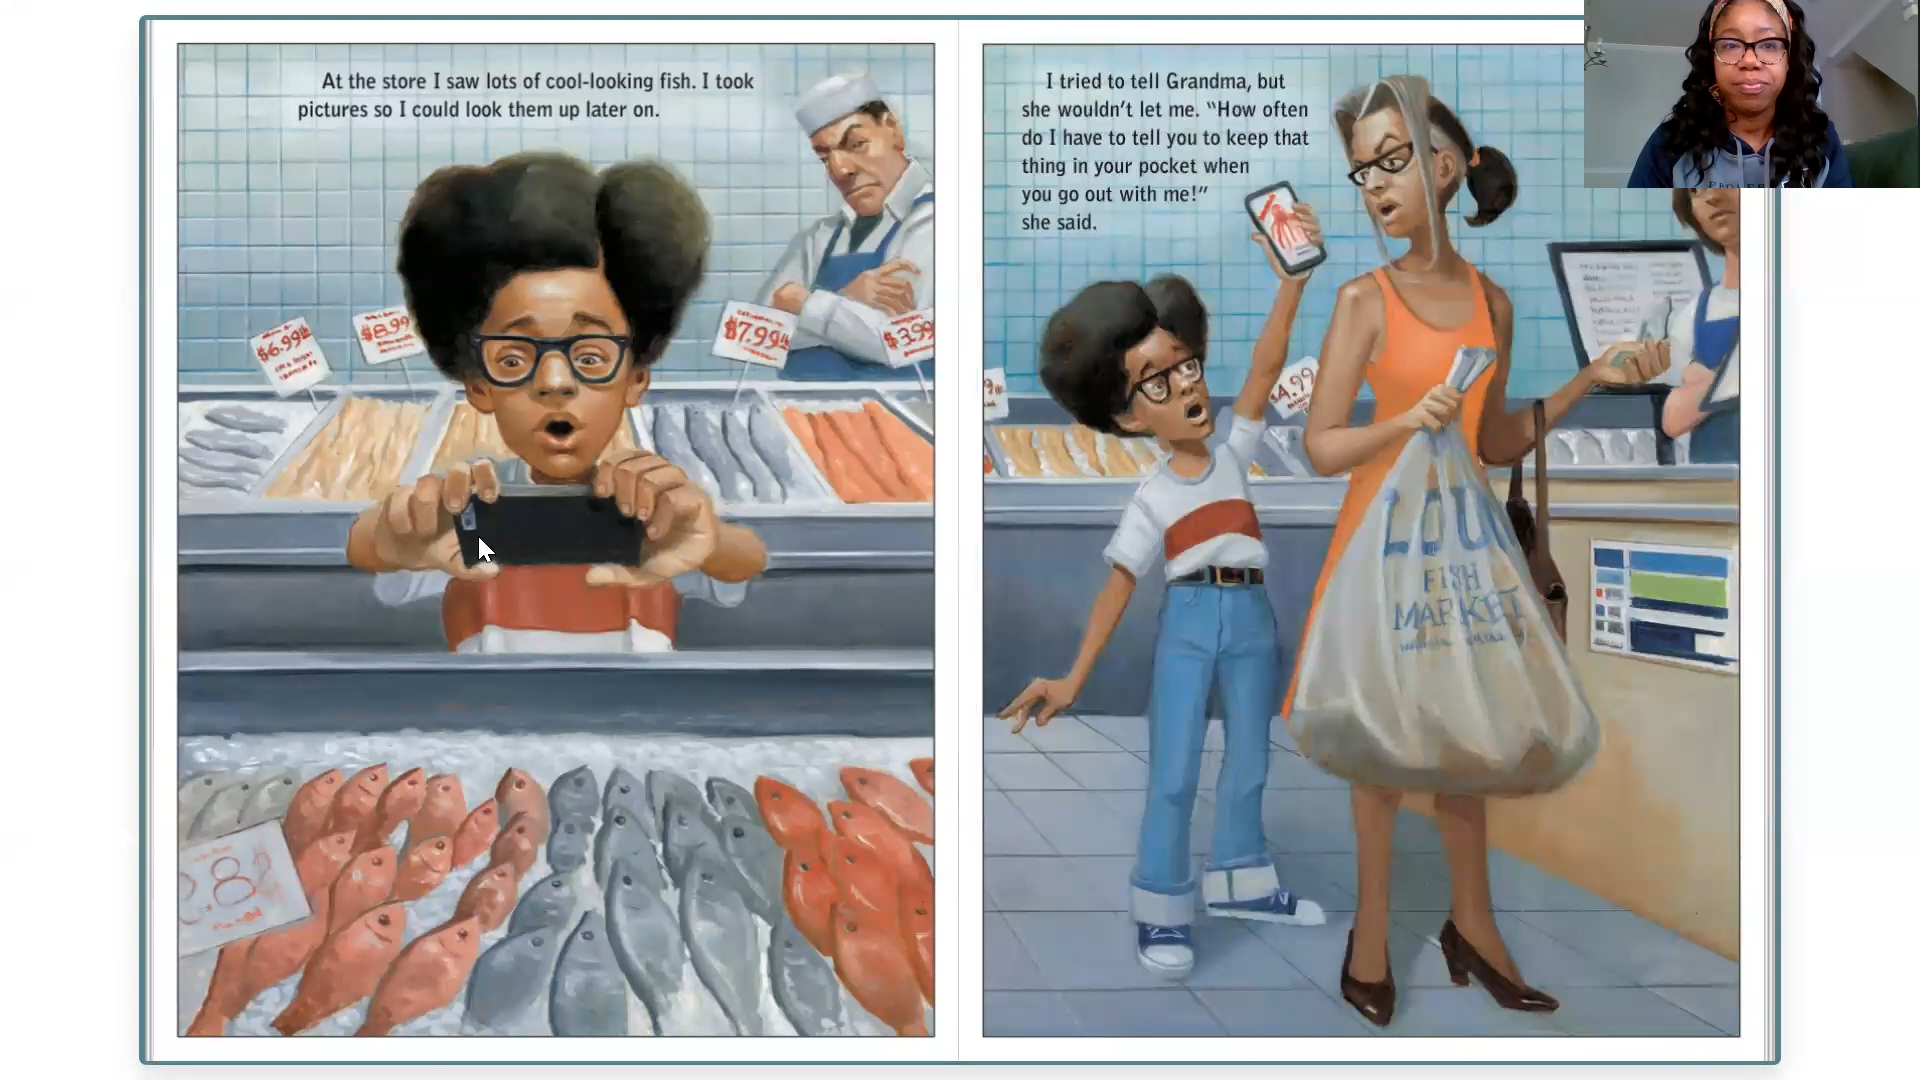 At the store I saw lots of cool-looking fish. I took
pictures so I could look them up later on.
$6.99
$8.99
$7.99
$3.99
I tried to tell Grandma, but
she wouldn't let me. “How often
do I have to tell you to keep that
thing in your pocket when
you go out with me!”
she said.
$4.99
LOU
FISH
MARKET